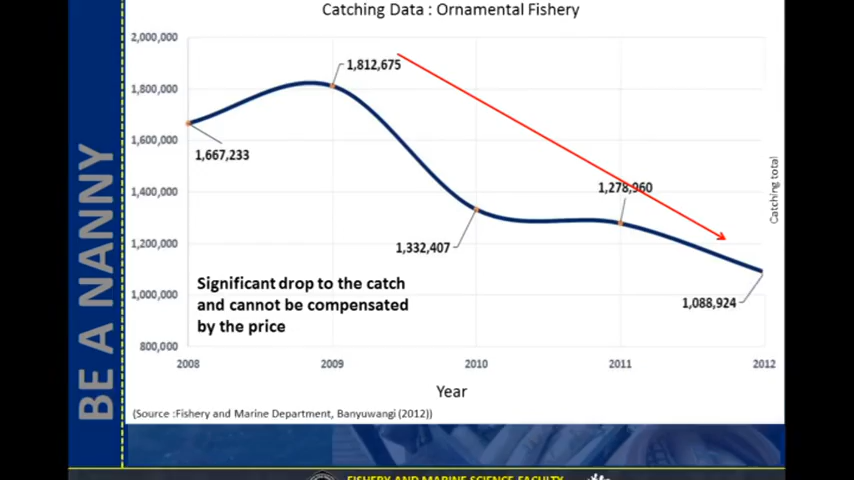 Catching Data : Ornamental Fishery
2,000,000
1,800,000
1,600,000
1,400,000
1,200,000
1,000,000
800,000
1,812,675
1,667,233
1,278,960
1,332,407
1,088,924
Catching total
Significant drop to the catch
and cannot be compensated
by the price
2008 2009 2010 2011 2012
Year
(Source :Fishery and Marine Department, Banyuwangi (2012))
BE A NANNY
FISHERY AND MARINE SCIENCE FACULTY